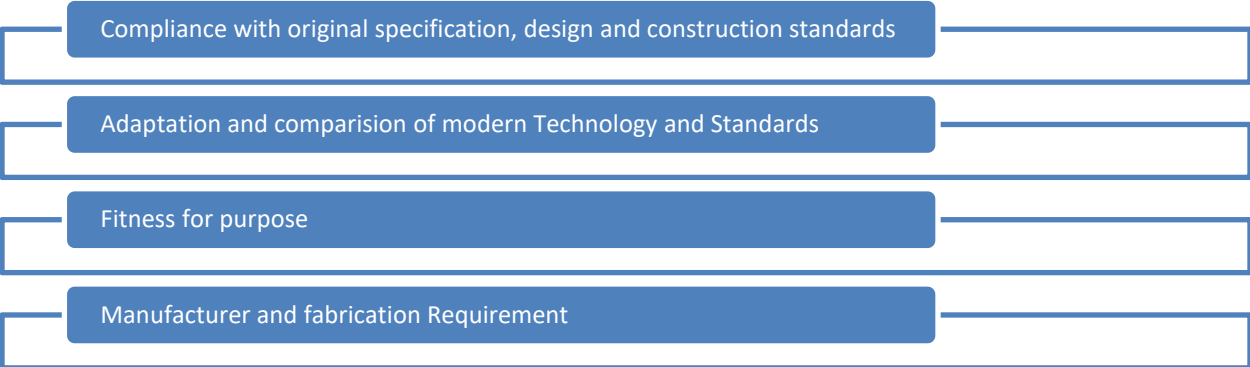 Compliance with original specification, design and construction standards
Adaptation and comparision of modern Technology and Standards
Fitness for purpose
Manufacturer and fabrication Requirement